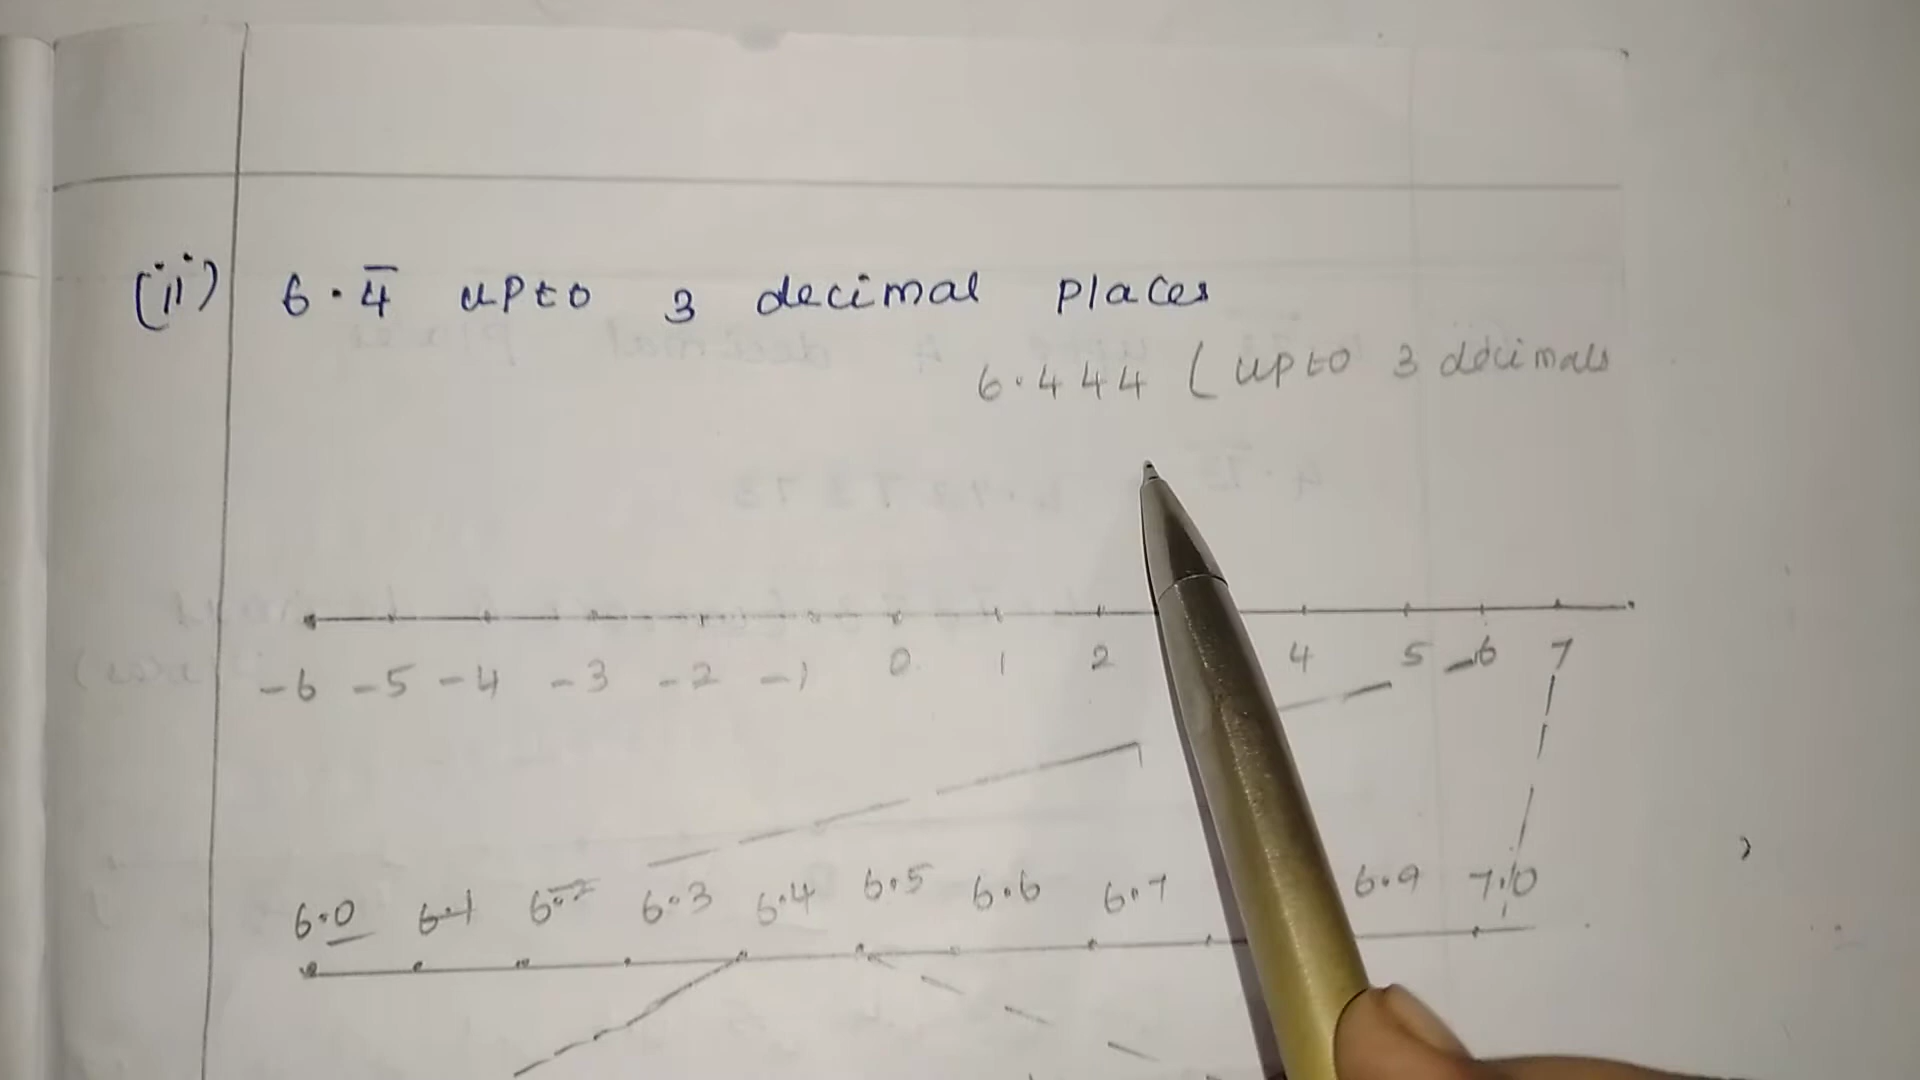 (ii) 6.4̅ upto 3 decimal places
6.444 ( upto 3 decimals
-6 -5 -4 -3 -2 -1 0 1 2 4 5 6 7
6.0 6.1 6.2 6.3 6.4 6.5 6.6 6.7 6.9 7.0